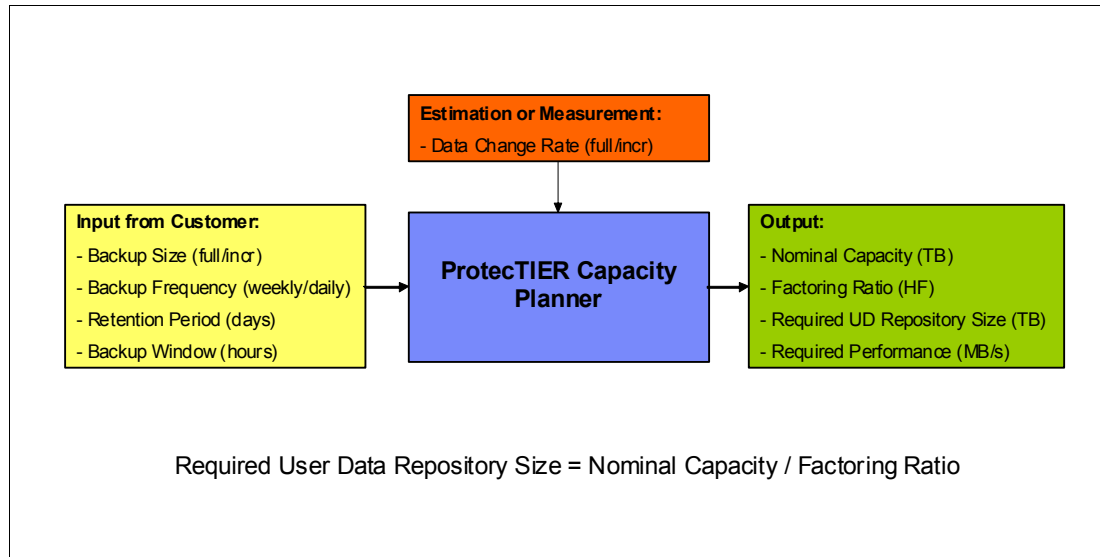 Estimation or Measurement:
- Data Change Rate (full/incr)
Input from Customer:
- Backup Size (full/incr)
- Backup Frequency (weekly/daily)
- Retention Period (days)
- Backup Window (hours)
ProtecTIER Capacity
Planner
Output:
- Nominal Capacity (TB)
- Factoring Ratio (HF)
- Required UD Repository Size (TB)
- Required Performance (MB/s)
Required User Data Repository Size = Nominal Capacity / Factoring Ratio